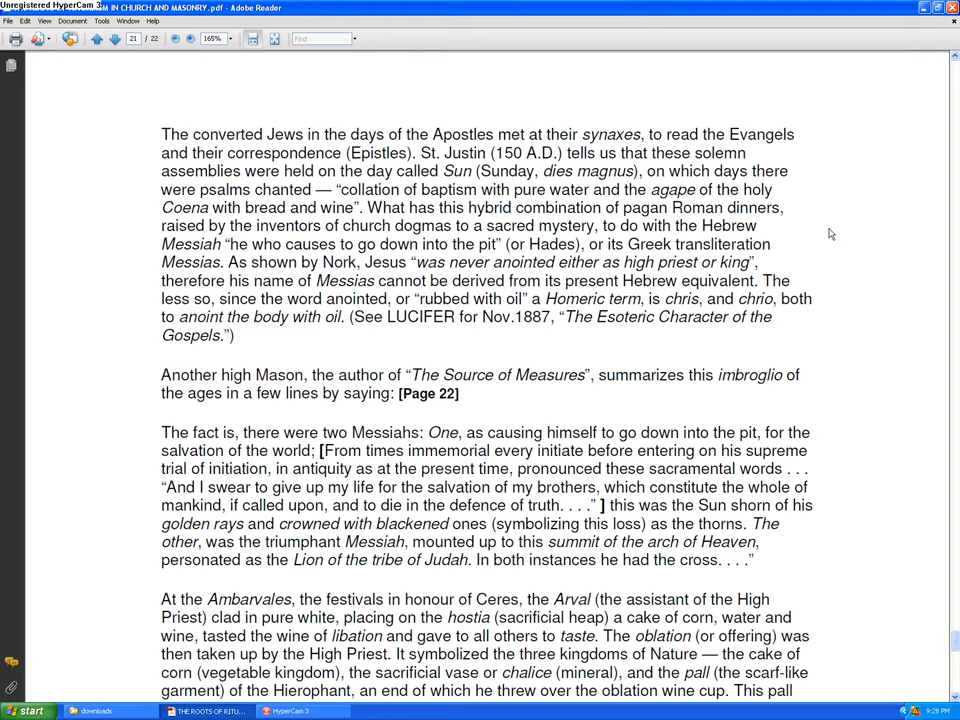 Unregistered HyperCam 3
M IN CHURCH AND MASONRY.pdf - Adobe Reader
File Edit View Document Tools Window Help
21 / 22 165% Find
The converted Jews in the days of the Apostles met at their synaxes, to read the Evangels
and their correspondence (Epistles). St. Justin (150 A.D.) tells us that these solemn
assemblies were held on the day called Sun (Sunday, dies magnus), on which days there
were psalms chanted — “collation of baptism with pure water and the agape of the holy
Coena with bread and wine”. What has this hybrid combination of pagan Roman dinners,
raised by the inventors of church dogmas to a sacred mystery, to do with the Hebrew
Messiah “he who causes to go down into the pit” (or Hades), or its Greek transliteration
Messias. As shown by Nork, Jesus “was never anointed either as high priest or king”,
therefore his name of Messias cannot be derived from its present Hebrew equivalent. The
less so, since the word anointed, or “rubbed with oil” a Homeric term, is chris, and chrio, both
to anoint the body with oil. (See LUCIFER for Nov.1887, “The Esoteric Character of the
Gospels.”)
Another high Mason, the author of “The Source of Measures”, summarizes this imbroglio of
the ages in a few lines by saying: [Page 22]
The fact is, there were two Messiahs: One, as causing himself to go down into the pit, for the
salvation of the world; [From times immemorial every initiate before entering on his supreme
trial of initiation, in antiquity as at the present time, pronounced these sacramental words . . .
“And I swear to give up my life for the salvation of my brothers, which constitute the whole of
mankind, if called upon, and to die in the defence of truth. . . .” ] this was the Sun shorn of his
golden rays and crowned with blackened ones (symbolizing this loss) as the thorns. The
other, was the triumphant Messiah, mounted up to this summit of the arch of Heaven,
personated as the Lion of the tribe of Judah. In both instances he had the cross. . . .”
At the Ambarvales, the festivals in honour of Ceres, the Arval (the assistant of the High
Priest) clad in pure white, placing on the hostia (sacrificial heap) a cake of corn, water and
wine, tasted the wine of libation and gave to all others to taste. The oblation (or offering) was
then taken up by the High Priest. It symbolized the three kingdoms of Nature — the cake of
corn (vegetable kingdom), the sacrificial vase or chalice (mineral), and the pall (the scarf-like
garment) of the Hierophant, an end of which he threw over the oblation wine cup. This pall
start downloads THE ROOTS OF RITU... HyperCam 3 9:28 PM